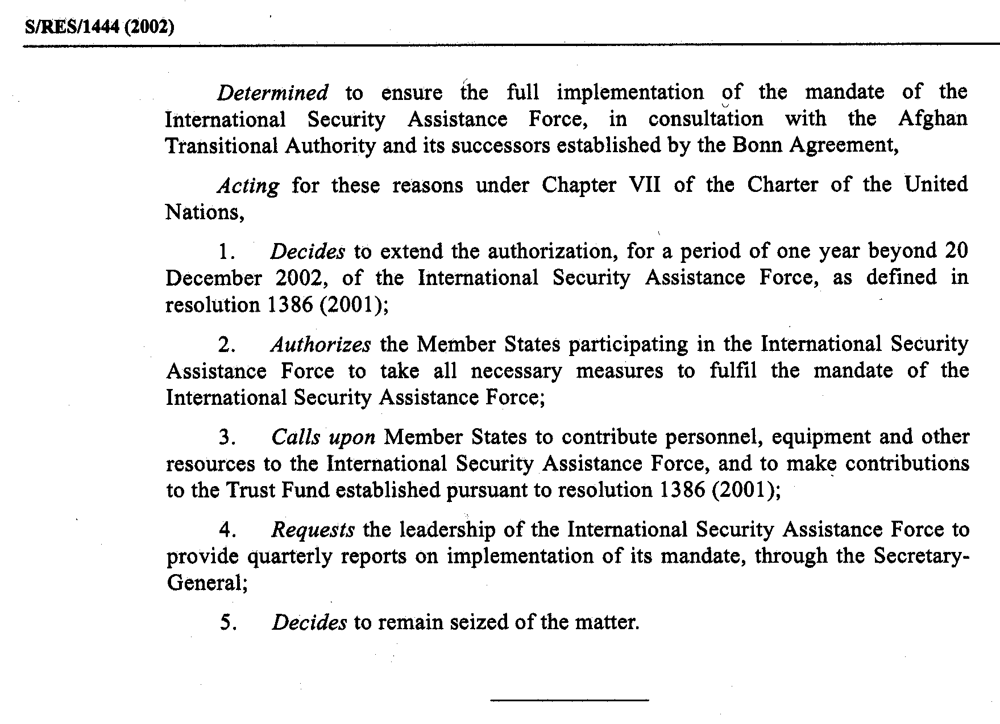 S/RES/1444 (2002)
Determined to ensure the full implementation of the mandate of the
International Security Assistance Force, in consultation with the Afghan
Transitional Authority and its successors established by the Bonn Agreement,
Acting for these reasons under Chapter VII of the Charter of the United
Nations,
1. Decides to extend the authorization, for a period of one year beyond 20
December 2002, of the International Security Assistance Force, as defined in
resolution 1386 (2001);
2. Authorizes the Member States participating in the International Security
Assistance Force to take all necessary measures to fulfil the mandate of the
International Security Assistance Force;
3. Calls upon Member States to contribute personnel, equipment and other
resources to the International Security Assistance Force, and to make contributions
to the Trust Fund established pursuant to resolution 1386 (2001);
4. Requests the leadership of the International Security Assistance Force to
provide quarterly reports on implementation of its mandate, through the Secretary-
General;
5. Decides to remain seized of the matter.